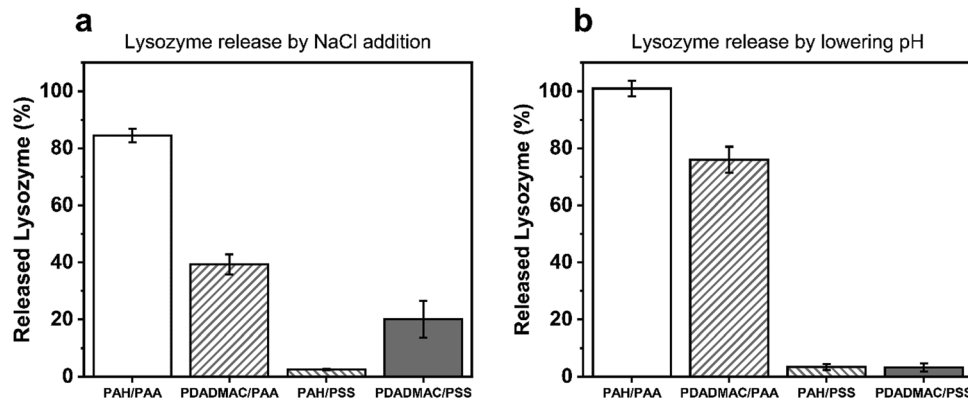 a
Lysozyme release by NaCl addition
Released Lysozyme (%)
100
80
60
40
20
0
PAH/PAA PDADMAC/PAA PAH/PSS PDADMAC/PSS
b
Lysozyme release by lowering pH
Released Lysozyme (%)
100
80
60
40
20
0
PAH/PAA PDADMAC/PAA PAH/PSS PDADMAC/PSS